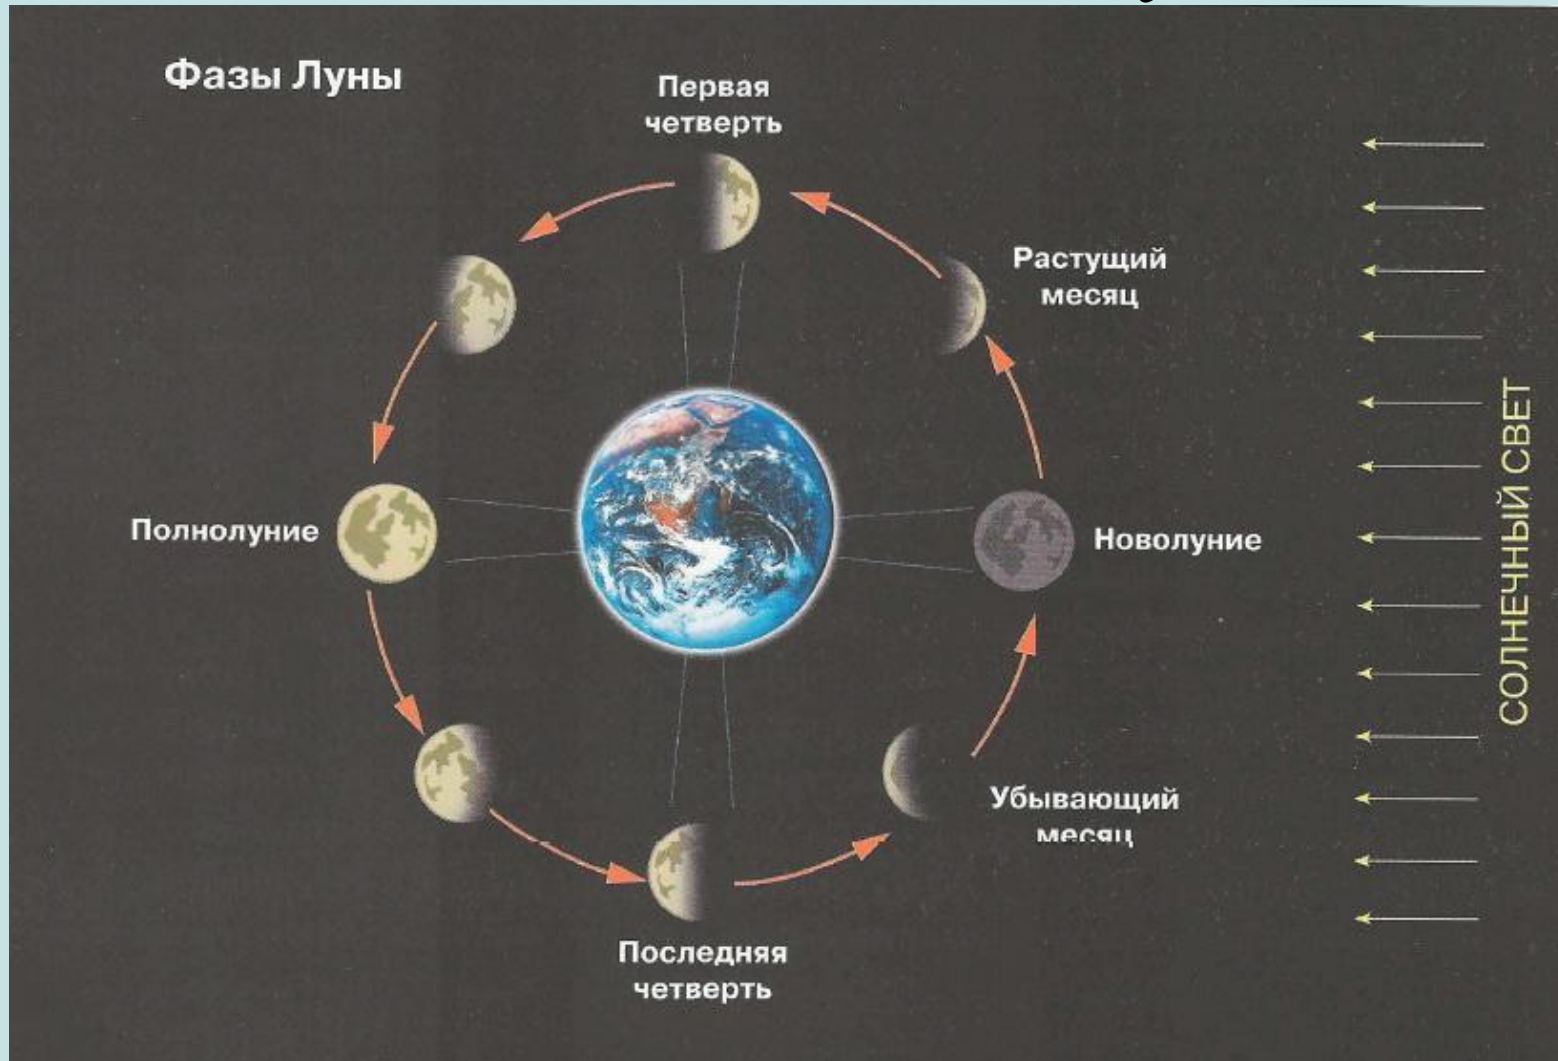 Фазы Луны
Первая
четверть
Растущий
месяц
Полнолуние
Новолуние
СОЛНЕЧНЫЙ СВЕТ
Убывающий
месяц
Последняя
четверть